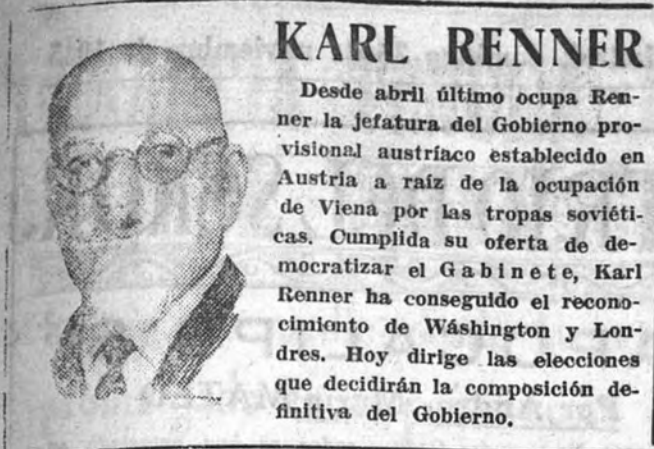 KARL RENNER
Desde abril último ocupa Ren-
ner la jefatura del Gobierno pro-
visional austríaco establecido en
Austria a raíz de la ocupación
de Viena por las tropas soviéti-
cas. Cumplida su oferta de de-
mocratizar el Gabinete, Karl
Renner ha conseguido el recono-
cimiento de Wáshington y Lon-
dres. Hoy dirige las elecciones
que decidirán la composición de-
finitiva del Gobierno.